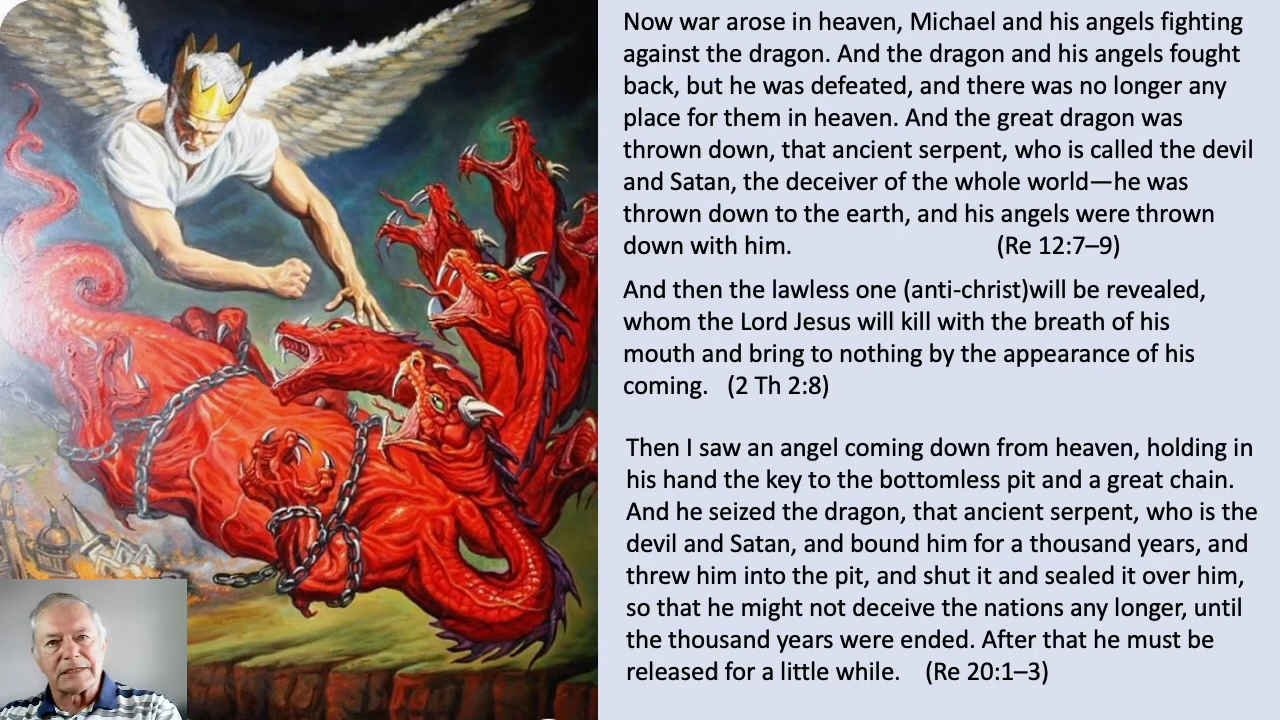 Now war arose in heaven, Michael and his angels fighting
against the dragon. And the dragon and his angels fought
back, but he was defeated, and there was no longer any
place for them in heaven. And the great dragon was
thrown down, that ancient serpent, who is called the devil
and Satan, the deceiver of the whole world—he was
thrown down to the earth, and his angels were thrown
down with him. (Re 12:7–9)
And then the lawless one (anti-christ)will be revealed,
whom the Lord Jesus will kill with the breath of his
mouth and bring to nothing by the appearance of his
coming. (2 Th 2:8)
Then I saw an angel coming down from heaven, holding in
his hand the key to the bottomless pit and a great chain.
And he seized the dragon, that ancient serpent, who is the
devil and Satan, and bound him for a thousand years, and
threw him into the pit, and shut it and sealed it over him,
so that he might not deceive the nations any longer, until
the thousand years were ended. After that he must be
released for a little while. (Re 20:1–3)